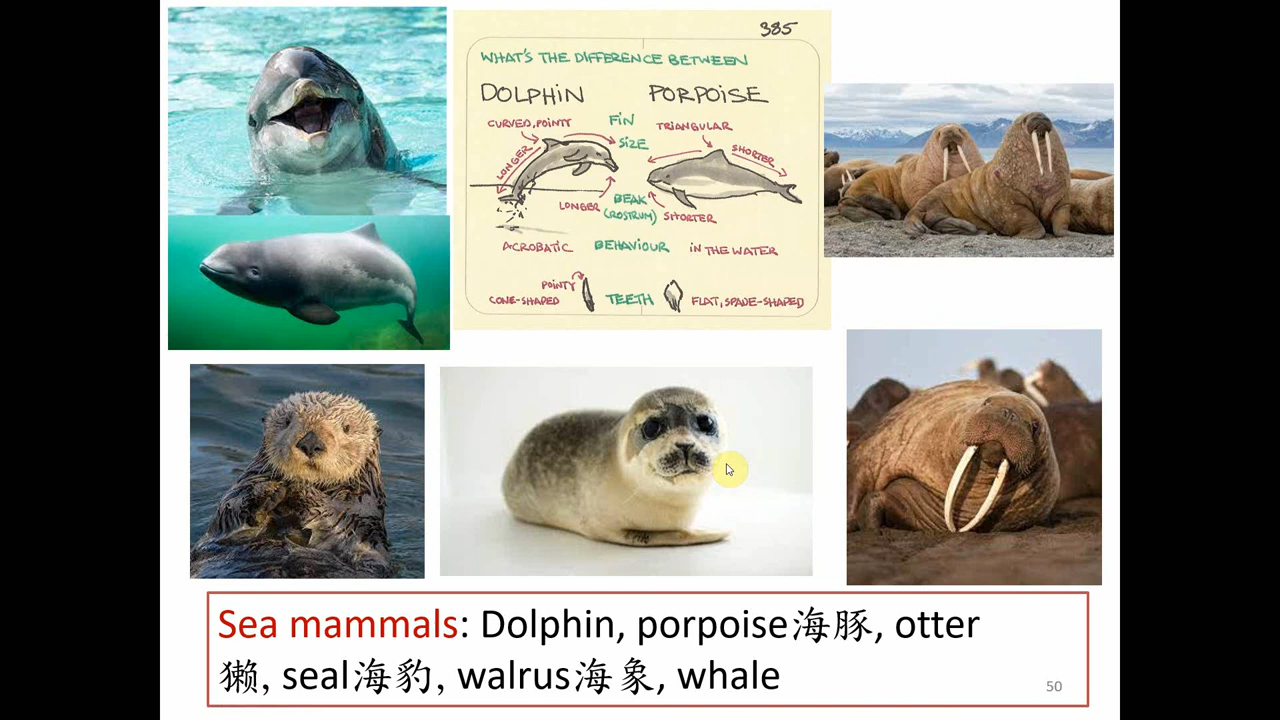 385
WHAT'S THE DIFFERENCE BETWEEN
DOLPHIN PORPOISE
CURVED, POINTY FIN TRIANGULAR
LONGER SIZE SHORTER
LONGER BEAK (ROSTRUM) SHORTER
ACROBATIC BEHAVIOUR IN THE WATER
POINTY
CONE-SHAPED TEETH FLAT, SPADE-SHAPED
Sea mammals: Dolphin, porpoise海豚, otter
獭, seal海豹, walrus海象, whale
50